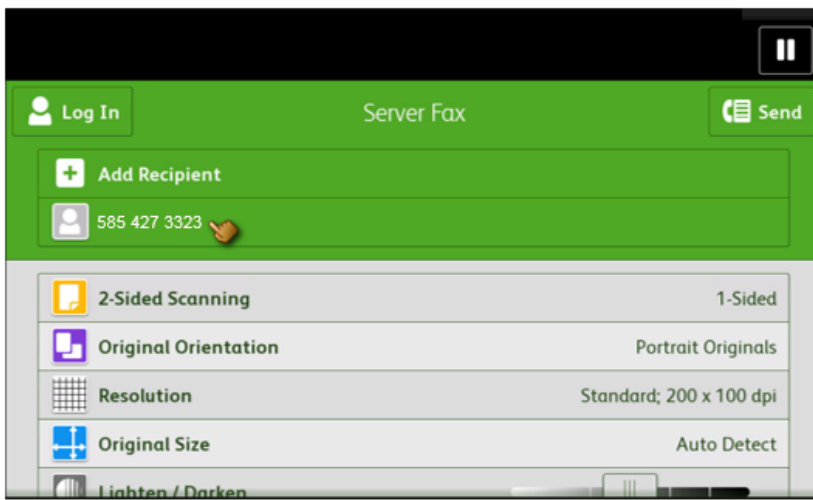 Log In
Server Fax
Send
Add Recipient
585 427 3323
2-Sided Scanning 1-Sided
Original Orientation Portrait Originals
Resolution Standard; 200 x 100 dpi
Original Size Auto Detect
Lighten / Darken